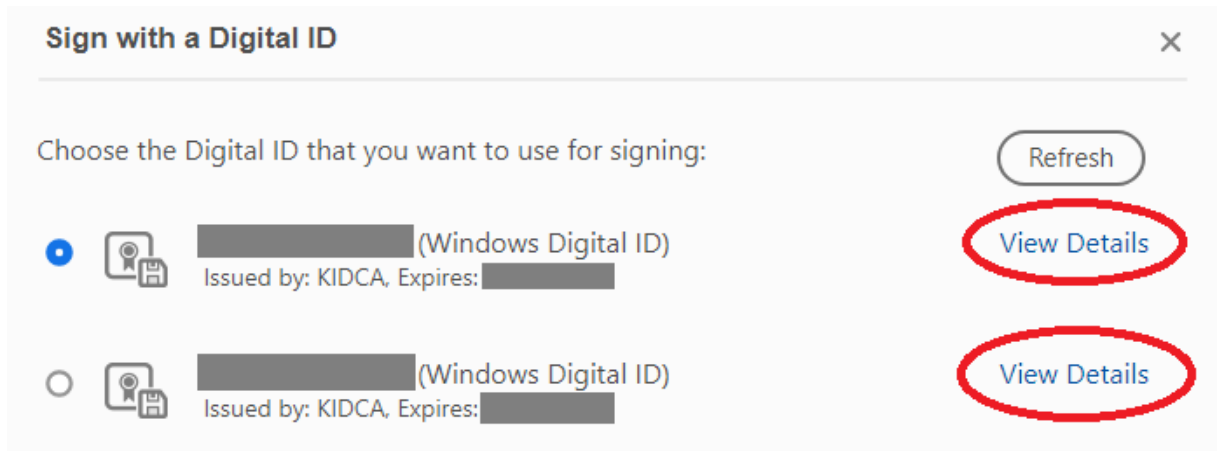 Sign with a Digital ID
Choose the Digital ID that you want to use for signing:
Refresh
(Windows Digital ID)
View Details
Issued by: KIDCA, Expires:
(Windows Digital ID)
View Details
Issued by: KIDCA, Expires: